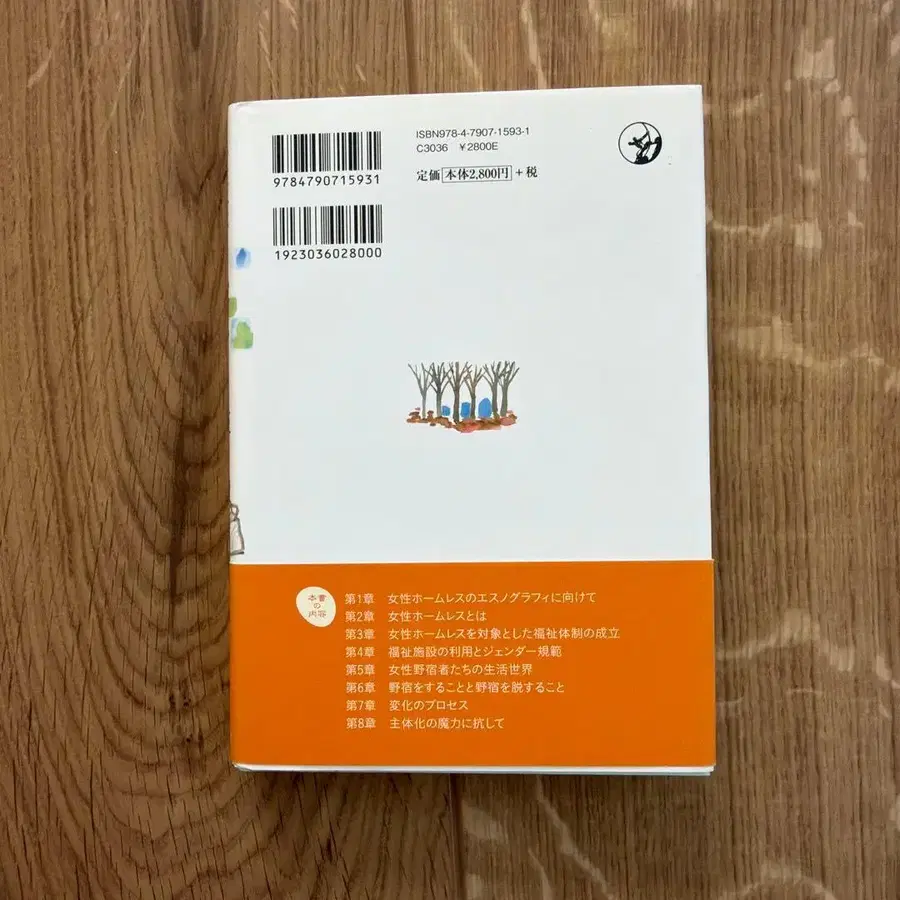 9784790715931
ISBN978-4-7907-1593-1
C3036 ¥2800E
定価 本体2,800円 + 税
1923036028000
本書
の
内容
第1章 女性ホームレスのエスノグラフィに向けて
第2章 女性ホームレスとは
第3章 女性ホームレスを対象とした福祉体制の成立
第4章 福祉施設の利用とジェンダー規範
第5章 女性野宿者たちの生活世界
第6章 野宿をすることと野宿を脱すること
第7章 変化のプロセス
第8章 主体化の魔力に抗して